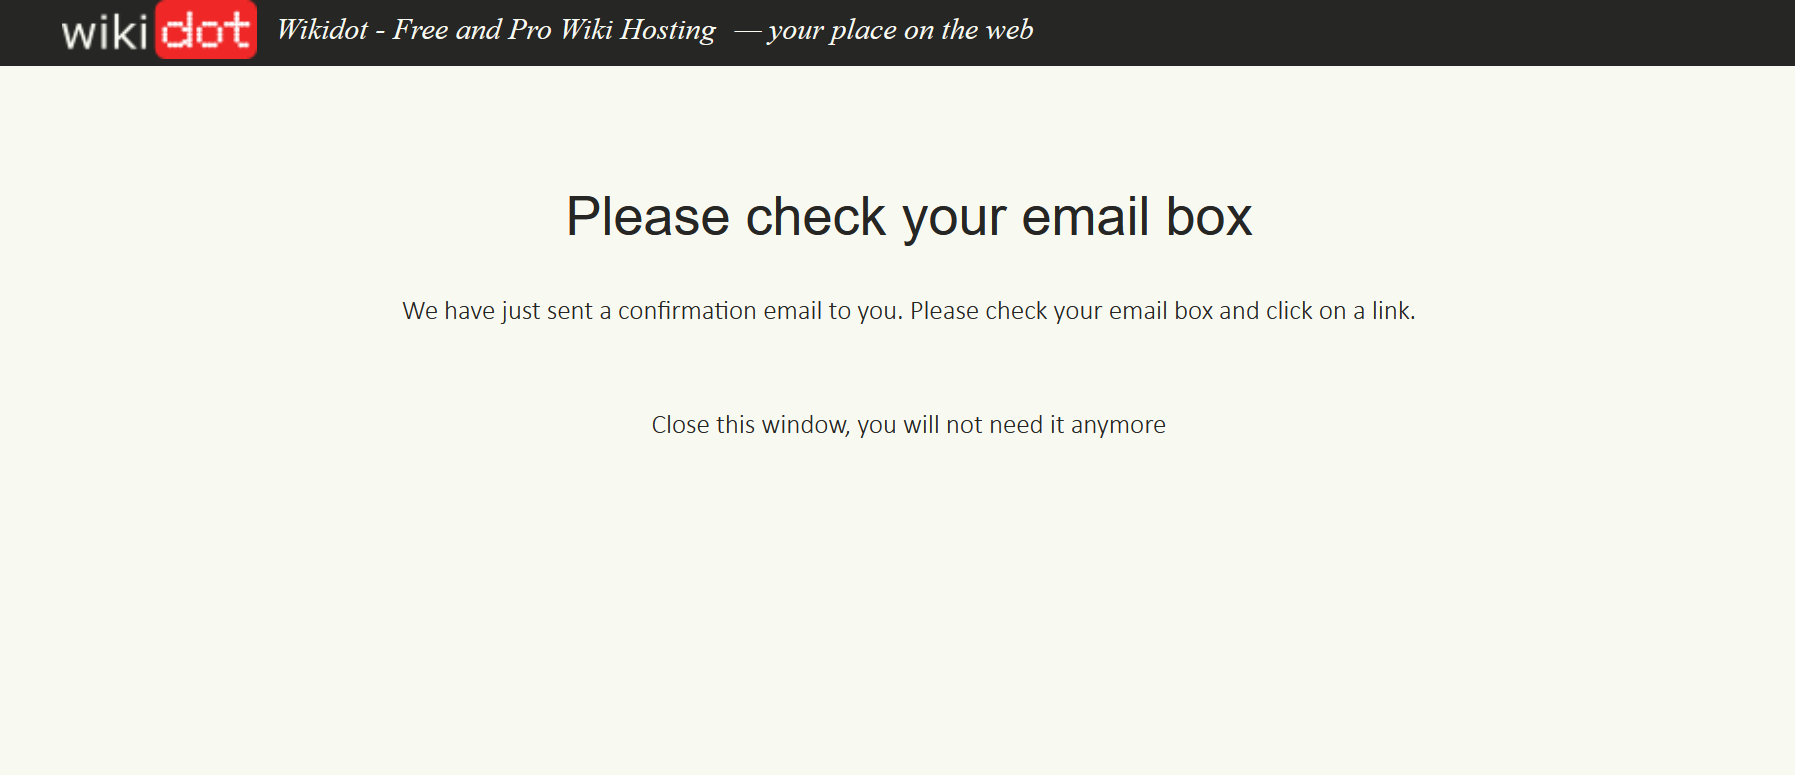 wikidot Wikidot - Free and Pro Wiki Hosting — your place on the web
Please check your email box
We have just sent a confirmation email to you. Please check your email box and click on a link.
Close this window, you will not need it anymore